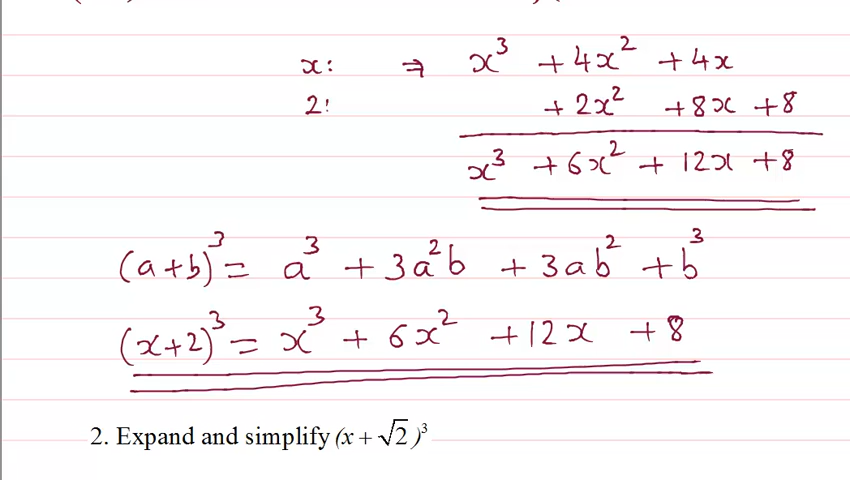 x: ⇒ x³ + 4x² + 4x
2: + 2x² + 8x + 8
x³ + 6x² + 12x + 8
(a+b)³ = a³ + 3a²b + 3ab² + b³
(x+2)³ = x³ + 6x² + 12x + 8
2. Expand and simplify (x + √2 )³